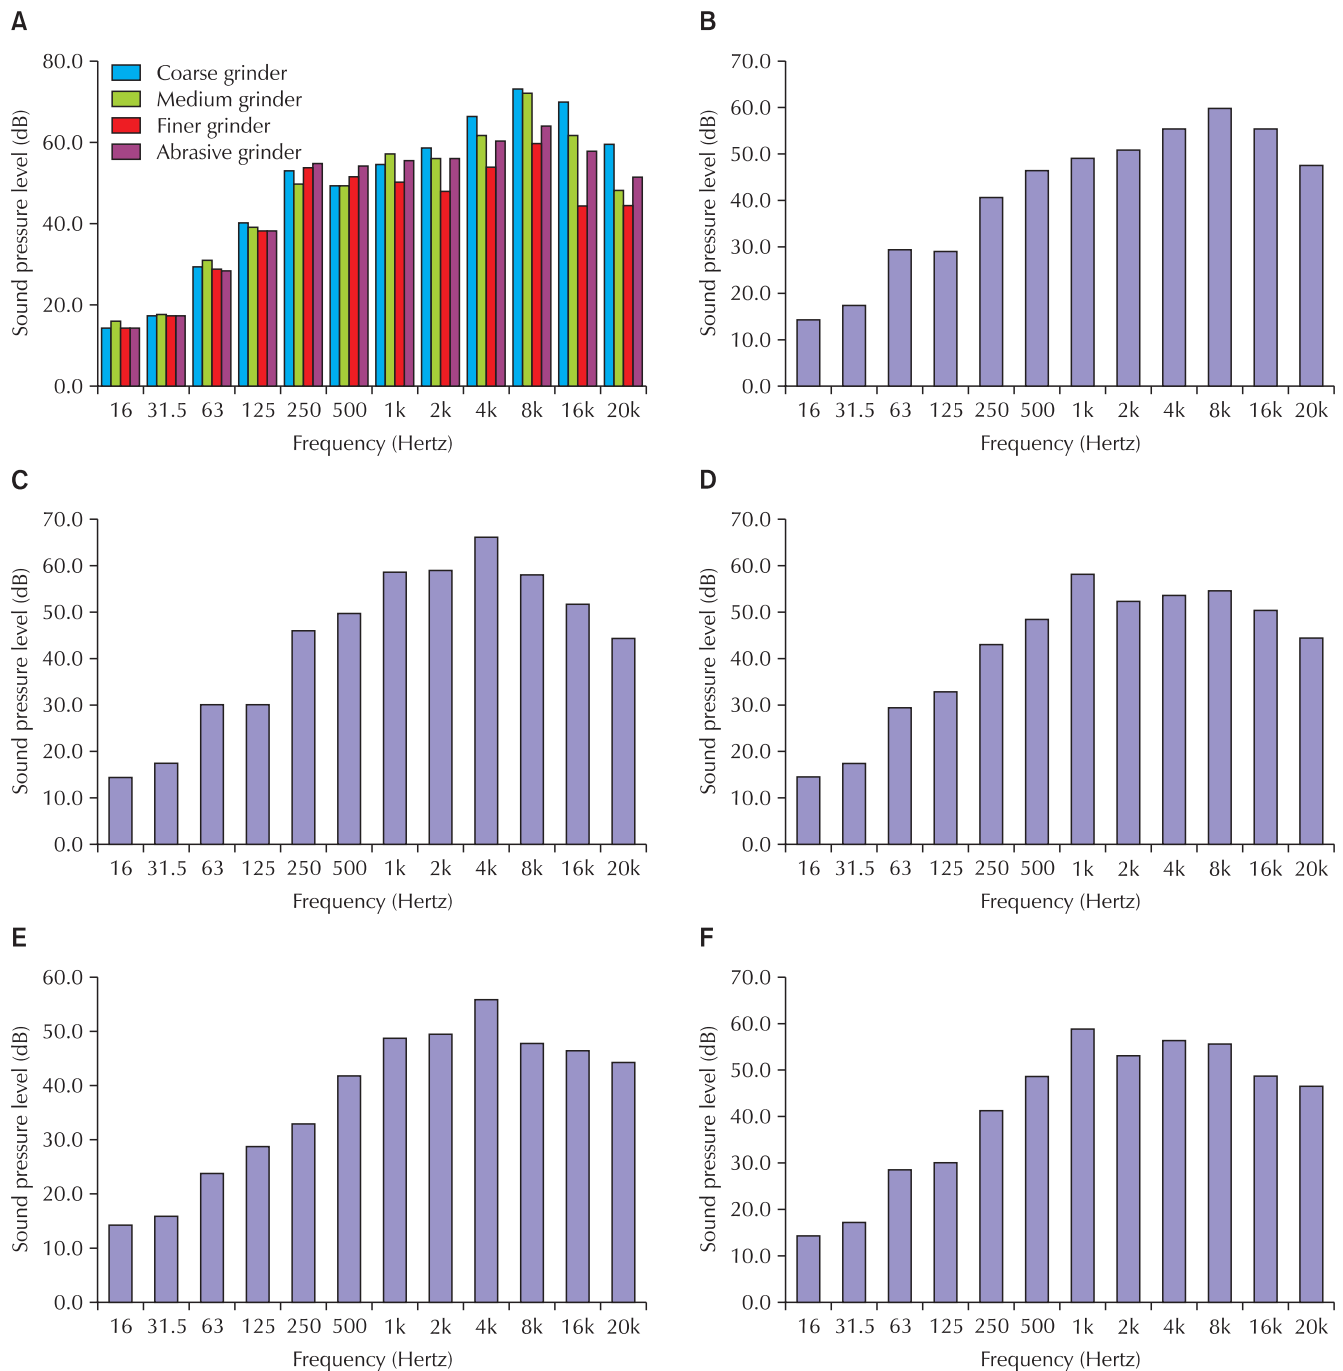 A
Sound pressure level (dB)
80.0
60.0
40.0
20.0
0.0
Coarse grinder
Medium grinder
Finer grinder
Abrasive grinder
16 31.5 63 125 250 500 1k 2k 4k 8k 16k 20k
Frequency (Hertz)
B
Sound pressure level (dB)
70.0
60.0
50.0
40.0
30.0
20.0
10.0
0.0
16 31.5 63 125 250 500 1k 2k 4k 8k 16k 20k
Frequency (Hertz)
C
Sound pressure level (dB)
70.0
60.0
50.0
40.0
30.0
20.0
10.0
0.0
16 31.5 63 125 250 500 1k 2k 4k 8k 16k 20k
Frequency (Hertz)
D
Sound pressure level (dB)
70.0
60.0
50.0
40.0
30.0
20.0
10.0
0.0
16 31.5 63 125 250 500 1k 2k 4k 8k 16k 20k
Frequency (Hertz)
E
Sound pressure level (dB)
60.0
50.0
40.0
30.0
20.0
10.0
0.0
16 31.5 63 125 250 500 1k 2k 4k 8k 16k 20k
Frequency (Hertz)
F
Sound pressure level (dB)
70.0
60.0
50.0
40.0
30.0
20.0
10.0
0.0
16 31.5 63 125 250 500 1k 2k 4k 8k 16k 20k
Frequency (Hertz)